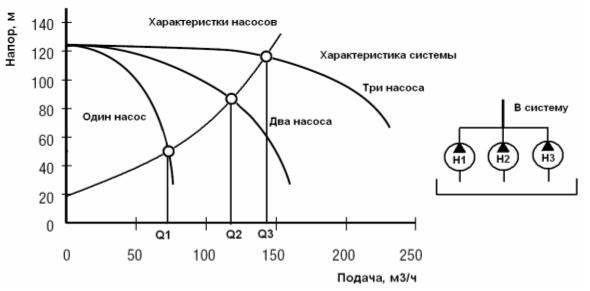 Напор, м
140
120
100
80
60
40
20
0
Характеристки насосов
Характеристика системы
Три насоса
Один насос
Два насоса
Q1 Q2 Q3
0 50 100 150 200 250
Подача, м3/ч
В систему
Н1 Н2 Н3